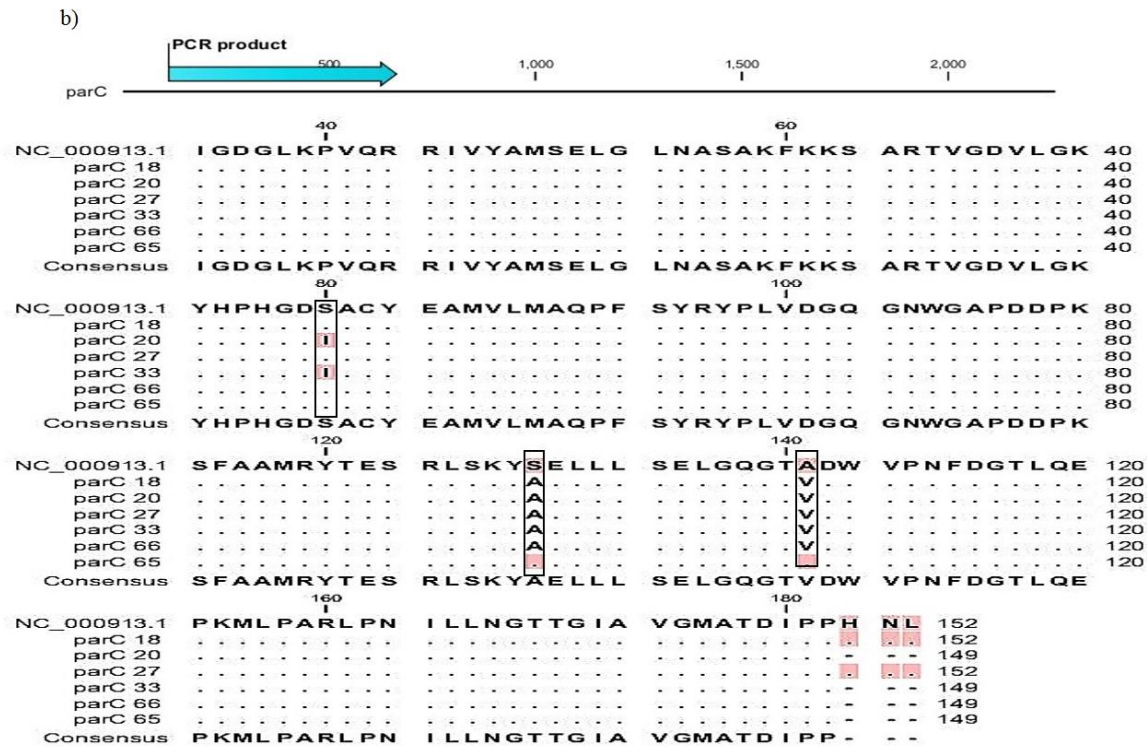 b)
PCR product
500 1,000 1,500 2,000
parC
40 60
NC_000913.1 IGDGLKPVQR RIVYAMSELG LNASAKFKKS ARTVGDVLGK 40
parC 18 . . . . . . . . . . . . . . . . . . . . . . . . . . . . . . . . . . . . . . . . 40
parC 20 . . . . . . . . . . . . . . . . . . . . . . . . . . . . . . . . . . . . . . . . 40
parC 27 . . . . . . . . . . . . . . . . . . . . . . . . . . . . . . . . . . . . . . . . 40
parC 33 . . . . . . . . . . . . . . . . . . . . . . . . . . . . . . . . . . . . . . . . 40
parC 66 . . . . . . . . . . . . . . . . . . . . . . . . . . . . . . . . . . . . . . . . 40
parC 65 . . . . . . . . . . . . . . . . . . . . . . . . . . . . . . . . . . . . . . . . 40
Consensus IGDGLKPVQR RIVYAMSELG LNASAKFKKS ARTVGDVLGK
80 100
NC_000913.1 YHPHGDSACY EAMVLMAQPF SYRYPLVDGQ GNWGAPDDPK 80
parC 18 . . . . . . . . . . . . . . . . . . . . . . . . . . . . . . . . . . . . . . . . 80
parC 20 . . . . . . I . . . . . . . . . . . . . . . . . . . . . . . . . . . . . . . . . 80
parC 27 . . . . . . . . . . . . . . . . . . . . . . . . . . . . . . . . . . . . . . . . 80
parC 33 . . . . . . I . . . . . . . . . . . . . . . . . . . . . . . . . . . . . . . . . 80
parC 66 . . . . . . . . . . . . . . . . . . . . . . . . . . . . . . . . . . . . . . . . 80
parC 65 . . . . . . . . . . . . . . . . . . . . . . . . . . . . . . . . . . . . . . . . 80
Consensus YHPHGDSACY EAMVLMAQPF SYRYPLVDGQ GNWGAPDDPK
120 140
NC_000913.1 SFAAMRYTES RLSKYSELLL SELGQGTADW VPNFDGTLQE 120
parC 18 . . . . . . . . . . . . . . . A . . . . . . . . . . . V . . . . . . . . . . . . 120
parC 20 . . . . . . . . . . . . . . . A . . . . . . . . . . . V . . . . . . . . . . . . 120
parC 27 . . . . . . . . . . . . . . . A . . . . . . . . . . . V . . . . . . . . . . . . 120
parC 33 . . . . . . . . . . . . . . . A . . . . . . . . . . . V . . . . . . . . . . . . 120
parC 66 . . . . . . . . . . . . . . . A . . . . . . . . . . . V . . . . . . . . . . . . 120
parC 65 . . . . . . . . . . . . . . . . . . . . . . . . . . . . . . . . . . . . . . . . 120
Consensus SFAAMRYTES RLSKYAELLL SELGQGTVDW VPNFDGTLQE
160 180
NC_000913.1 PKMLPARLPN ILLNGTTGIA VGMATDIPPH NL 152
parC 18 . . . . . . . . . . . . . . . . . . . . . . . . . . . . . . . . 152
parC 20 . . . . . . . . . . . . . . . . . . . . . . . . . . . . . - - - 149
parC 27 . . . . . . . . . . . . . . . . . . . . . . . . . . . . . . . . 152
parC 33 . . . . . . . . . . . . . . . . . . . . . . . . . . . . . - - - 149
parC 66 . . . . . . . . . . . . . . . . . . . . . . . . . . . . . - - - 149
parC 65 . . . . . . . . . . . . . . . . . . . . . . . . . . . . . - - - 149
Consensus PKMLPARLPN ILLNGTTGIA VGMATDIPP- - -